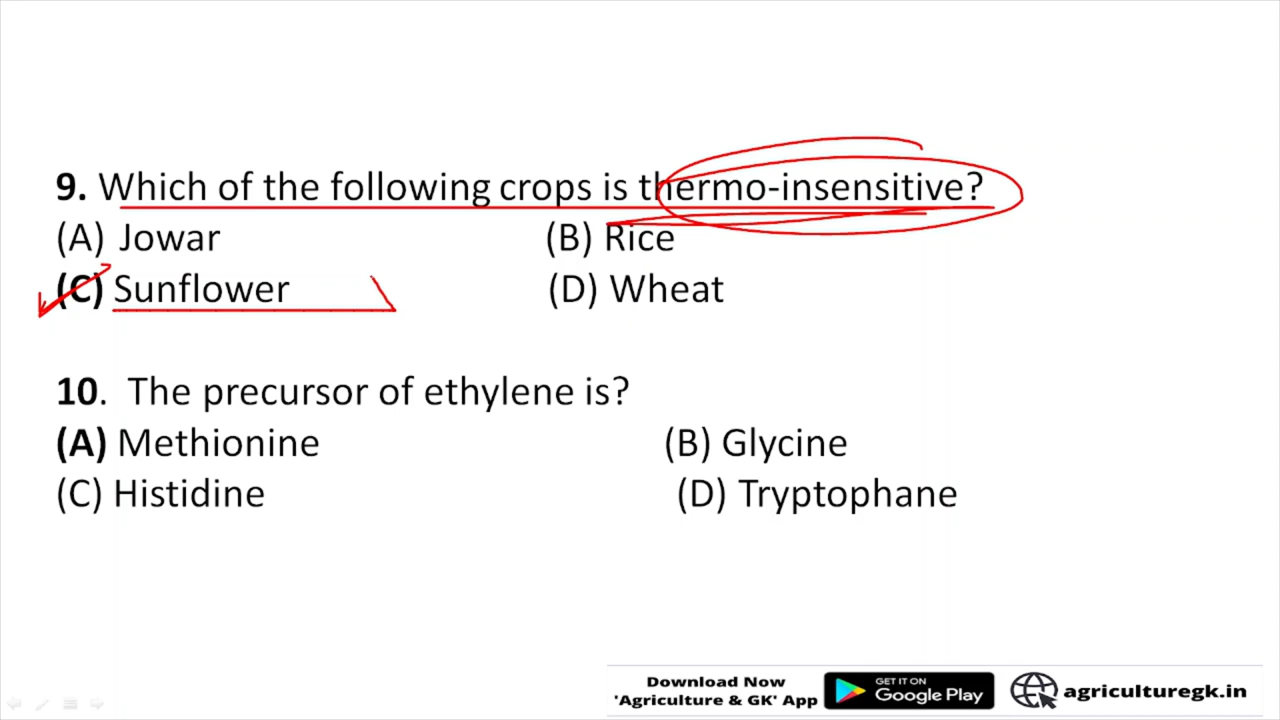 9. Which of the following crops is thermo-insensitive?
(A) Jowar (B) Rice
(C) Sunflower (D) Wheat
10. The precursor of ethylene is?
(A) Methionine (B) Glycine
(C) Histidine (D) Tryptophane
Download Now
'Agriculture & GK' App
GET IT ON
Google Play
agriculturegk.in